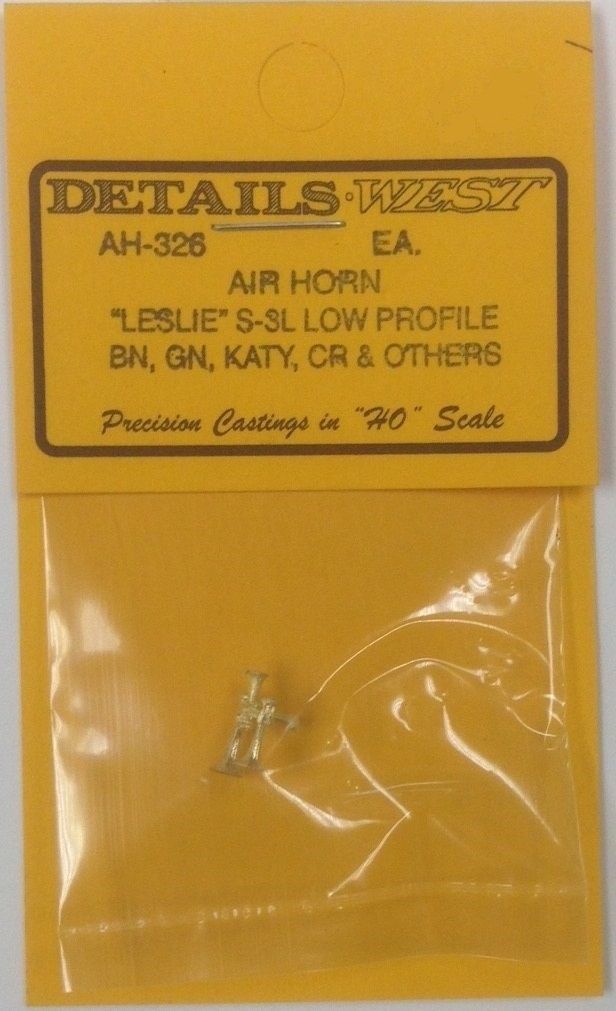 DETAILS·WEST
AH-326 EA.
AIR HORN
"LESLIE" S-3L LOW PROFILE
BN, GN, KATY, CR & OTHERS
Precision Castings in "HO" Scale